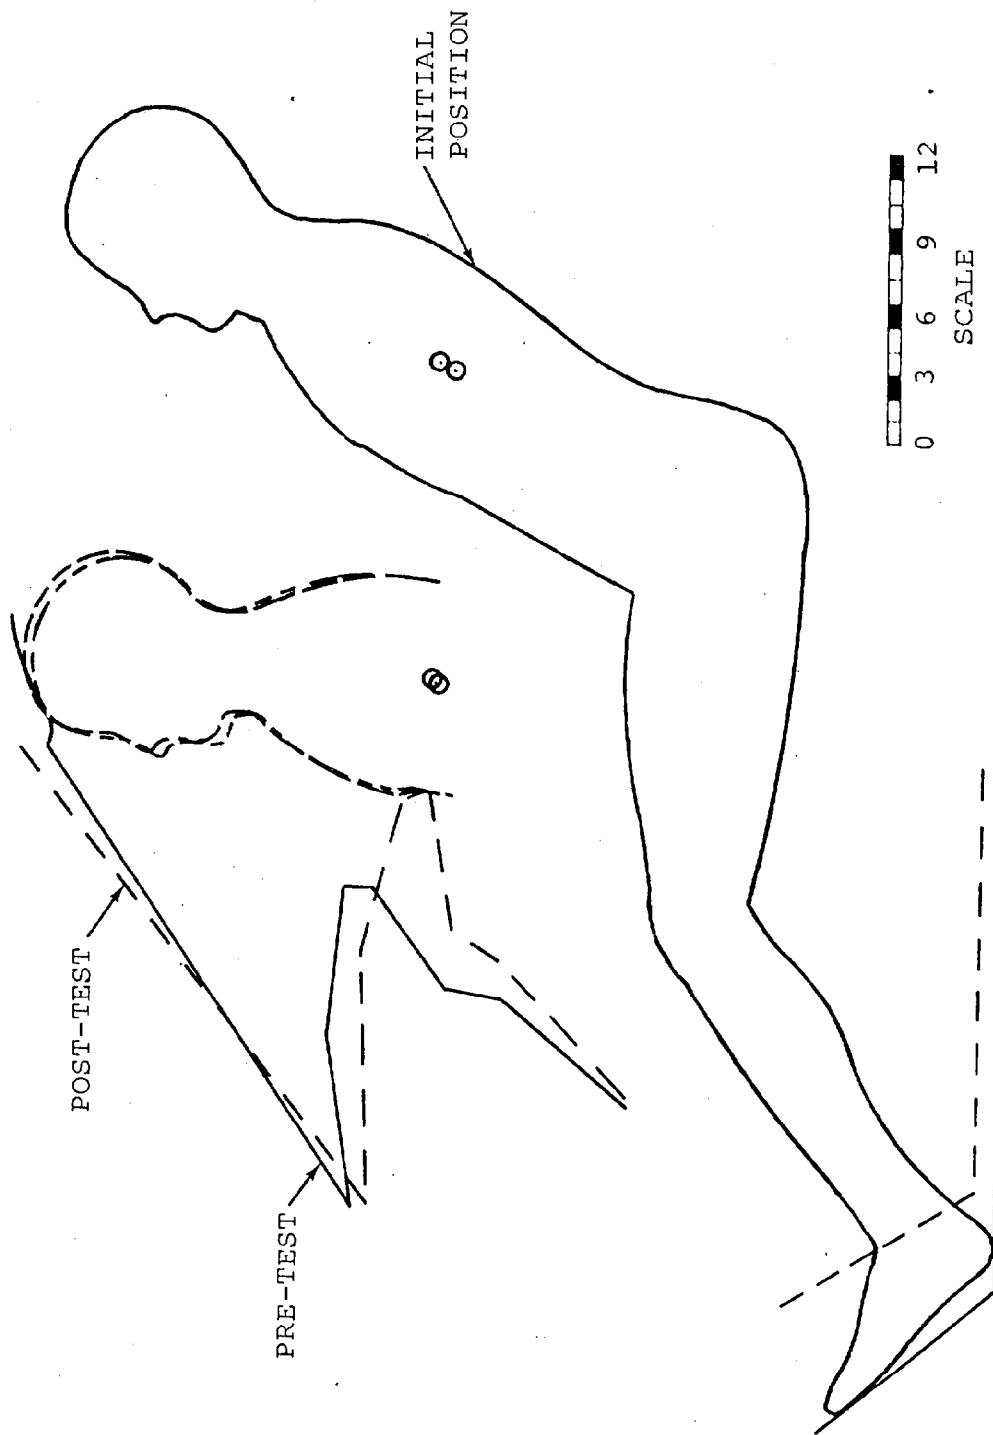 POST-TEST
PRE-TEST
INITIAL
POSITION
0 3 6 9 12
SCALE